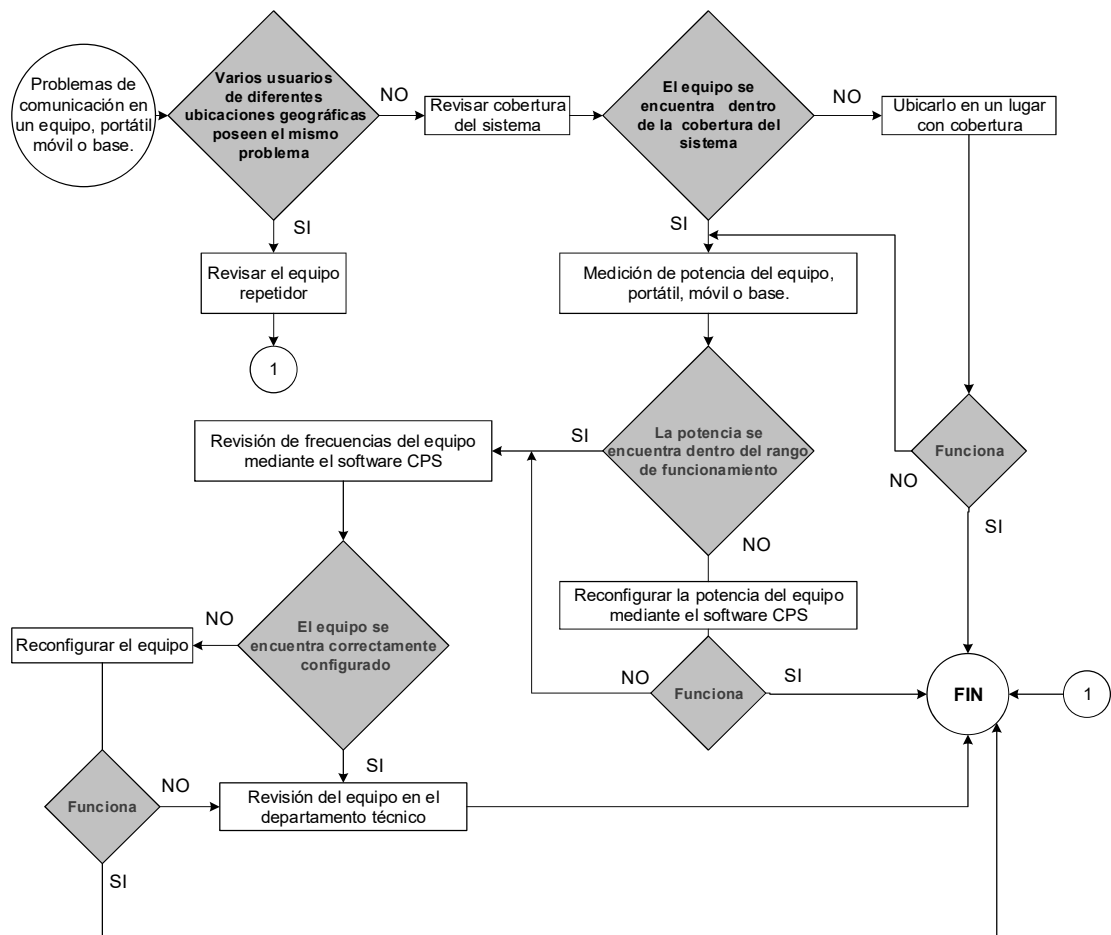 Problemas de
comunicación en
un equipo, portátil
móvil o base.
Varios usuarios
de diferentes
ubicaciones geográficas
poseen el mismo
problema
NO
Revisar cobertura
del sistema
El equipo se
encuentra dentro
de la cobertura del
sistema
NO
Ubicarlo en un lugar
con cobertura
SI
SI
Revisar el equipo
repetidor
1
Medición de potencia del equipo,
portátil, móvil o base.
La potencia se
encuentra dentro del rango
de funcionamiento
SI
NO
Revisión de frecuencias del equipo
mediante el software CPS
Funciona
NO
SI
Reconfigurar la potencia del equipo
mediante el software CPS
El equipo se
encuentra correctamente
configurado
NO
SI
Reconfigurar el equipo
Funciona
NO
SI
FIN
1
Funciona
NO
SI
Revisión del equipo en el
departamento técnico